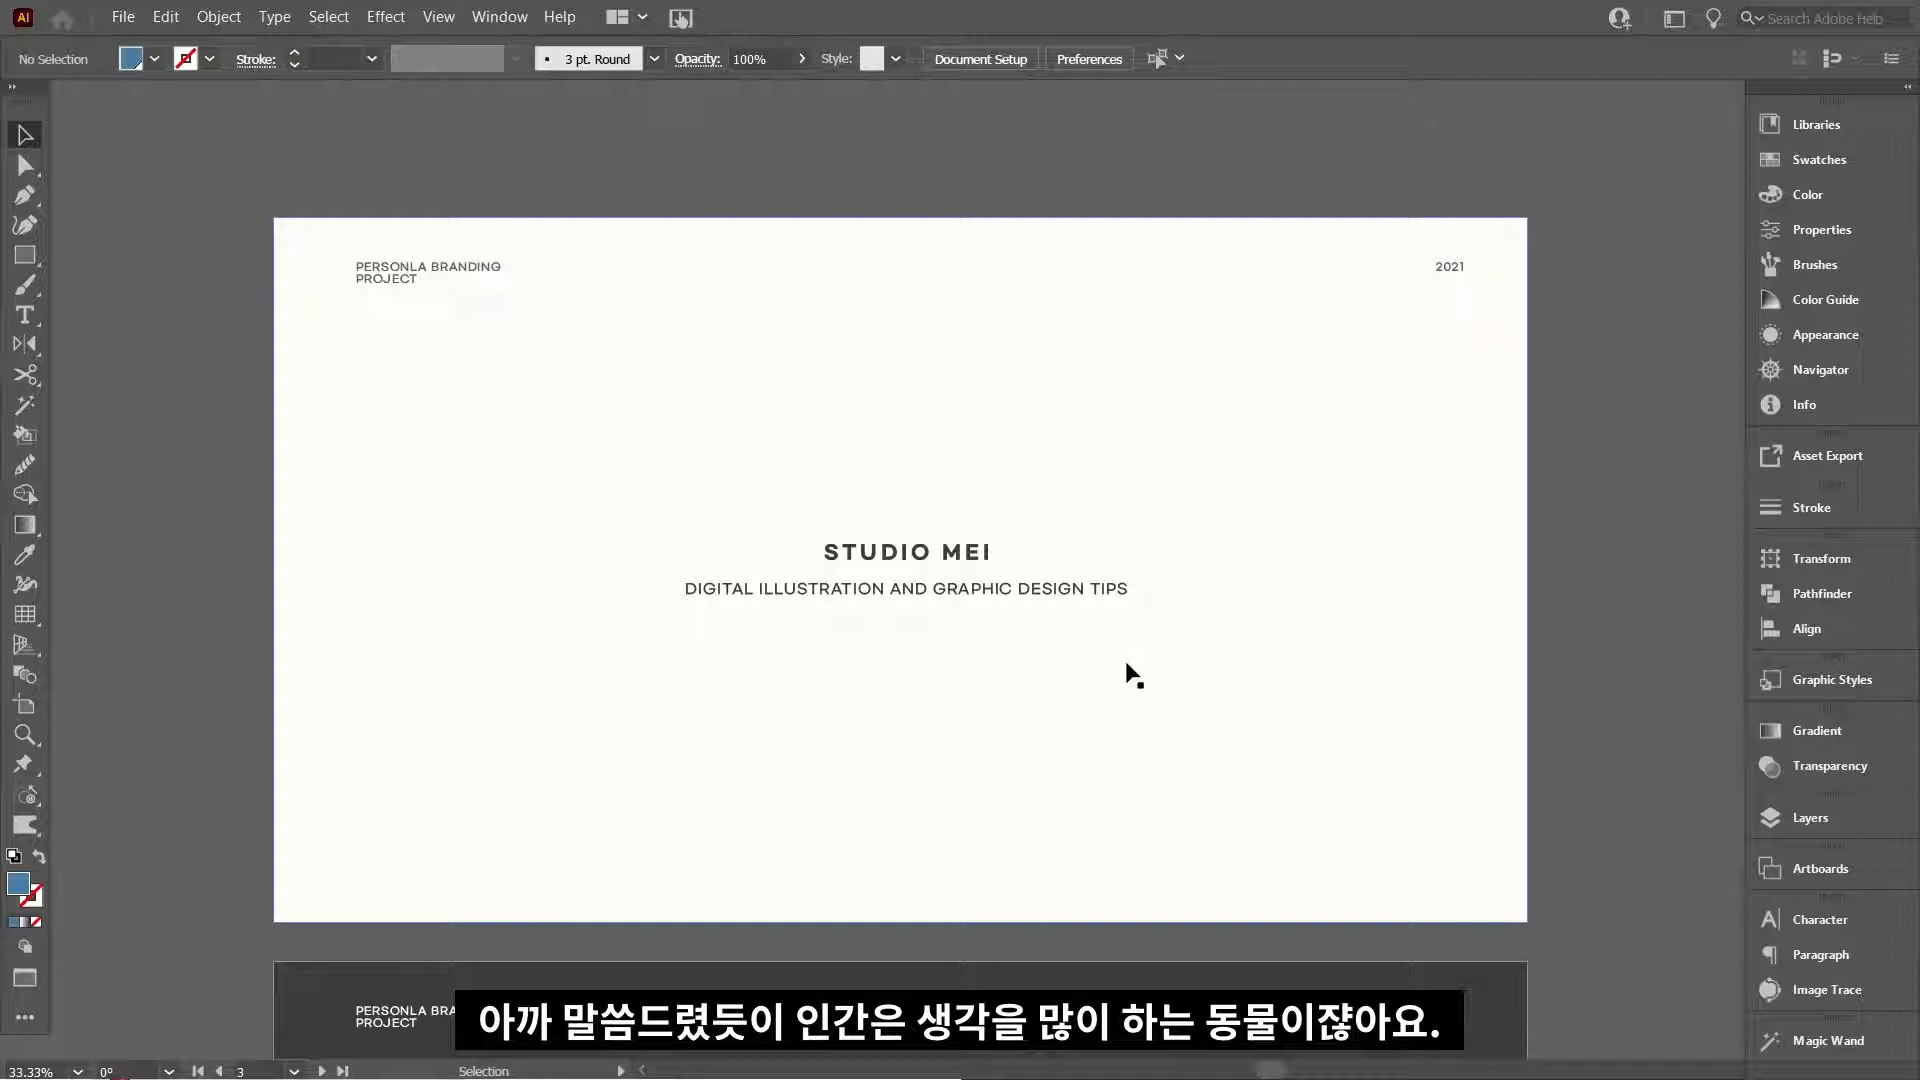 Ai
File Edit Object Type Select Effect View Window Help
Search Adobe Help
No Selection
Stroke:
3 pt. Round
Opacity: 100%
Style:
Document Setup
Preferences
Libraries
Swatches
Color
Properties
Brushes
Color Guide
Appearance
Navigator
Info
Asset Export
Stroke
Transform
Pathfinder
Align
Graphic Styles
Gradient
Transparency
Layers
Artboards
Character
Paragraph
Image Trace
Magic Wand
PERSONLA BRANDING
PROJECT
2021
STUDIO MEI
DIGITAL ILLUSTRATION AND GRAPHIC DESIGN TIPS
PERSONLA BRA
PROJECT
아까 말씀드렸듯이 인간은 생각을 많이 하는 동물이쟎아요.
33.33% 0° 3 Selection